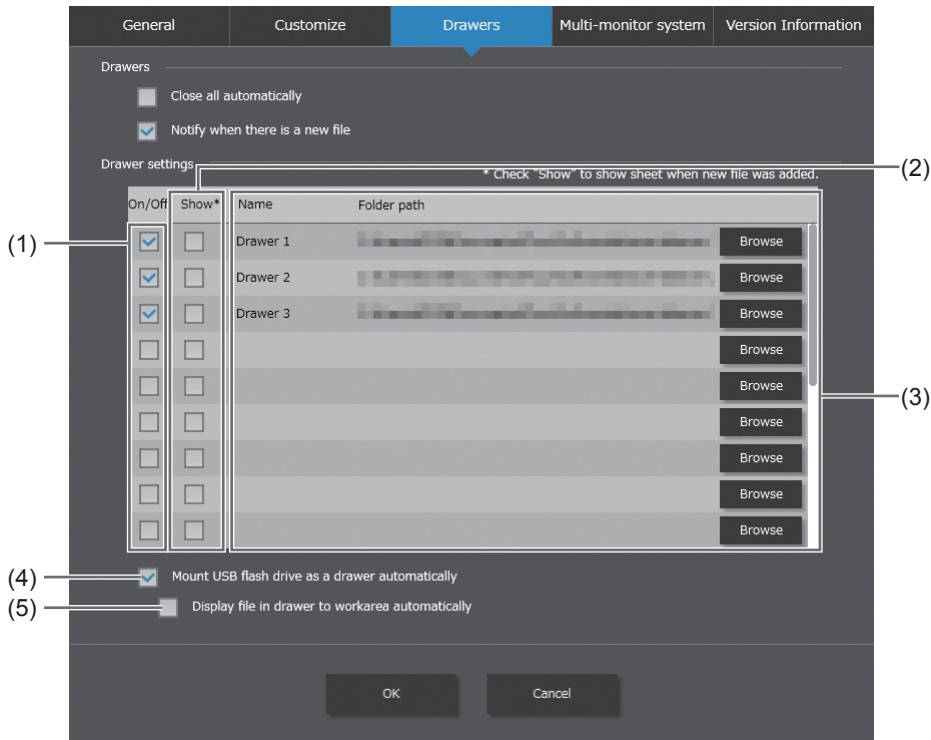 General Customize Drawers Multi-monitor system Version Information
Drawers
Close all automatically
Notify when there is a new file
Drawer settings
* Check "Show" to show sheet when new file was added.
(2)
On/Off Show* Name Folder path
(1)
Drawer 1 Browse
Drawer 2 Browse
Drawer 3 Browse
Browse
Browse
(3)
Browse
Browse
Browse
Browse
(4) Mount USB flash drive as a drawer automatically
(5) Display file in drawer to workarea automatically
OK Cancel